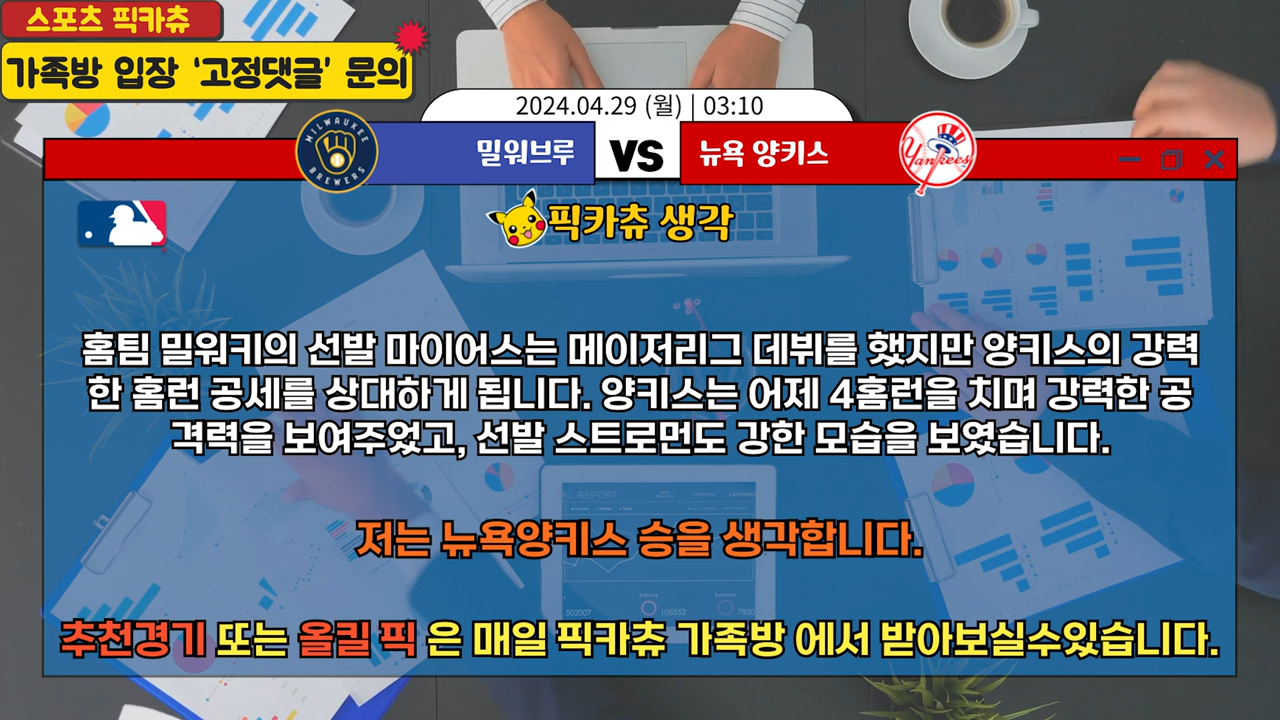 스포츠 픽카츄
가족방 입장 '고정댓글' 문의
2024.04.29 (월) | 03:10
MILWAUKEE
BREWERS
밀워브루
VS
뉴욕 양키스
Yankees
픽카츄 생각
홈팀 밀워키의 선발 마이어스는 메이저리그 데뷔를 했지만 양키스의 강력
한 홈런 공세를 상대하게 됩니다. 양키스는 어제 4홈런을 치며 강력한 공
격력을 보여주었고, 선발 스트로먼도 강한 모습을 보였습니다.
REPORT
저는 뉴욕양키스 승을 생각합니다.
502007
108552
7850
추천경기 또는 올킬 픽 은 매일 픽카츄 가족방 에서 받아보실수있습니다.